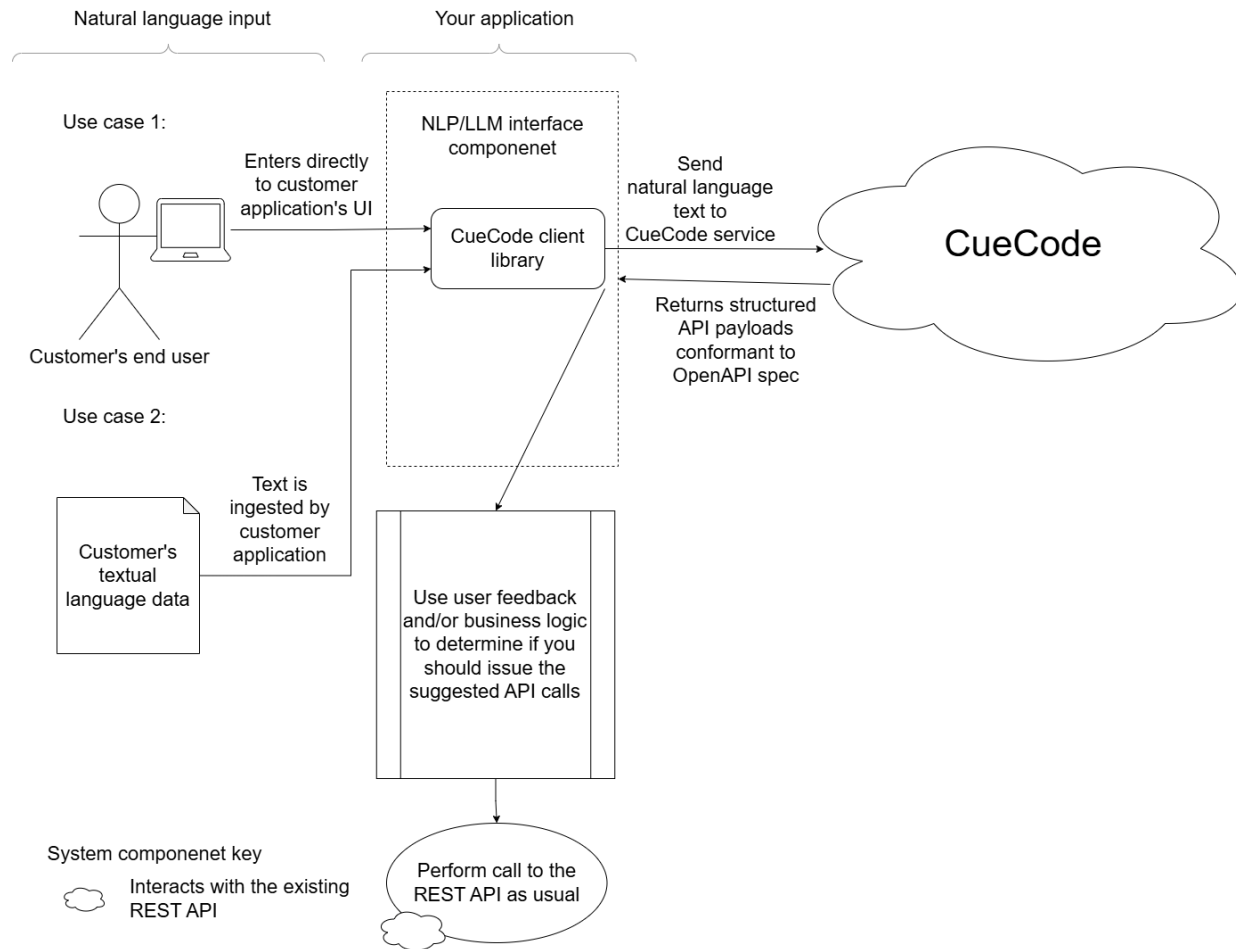 Natural language input
Your application
Use case 1:
NLP/LLM interface
componenet
Enters directly
to customer
application's UI
Send
natural language
text to
CueCode service
CueCode client
library
CueCode
Returns structured
API payloads
conformant to
OpenAPI spec
Customer's end user
Use case 2:
Text is
ingested by
customer
application
Customer's
textual
language data
Use user feedback
and/or business logic
to determine if you
should issue the
suggested API calls
System componenet key
Interacts with the existing
REST API
Perform call to the
REST API as usual